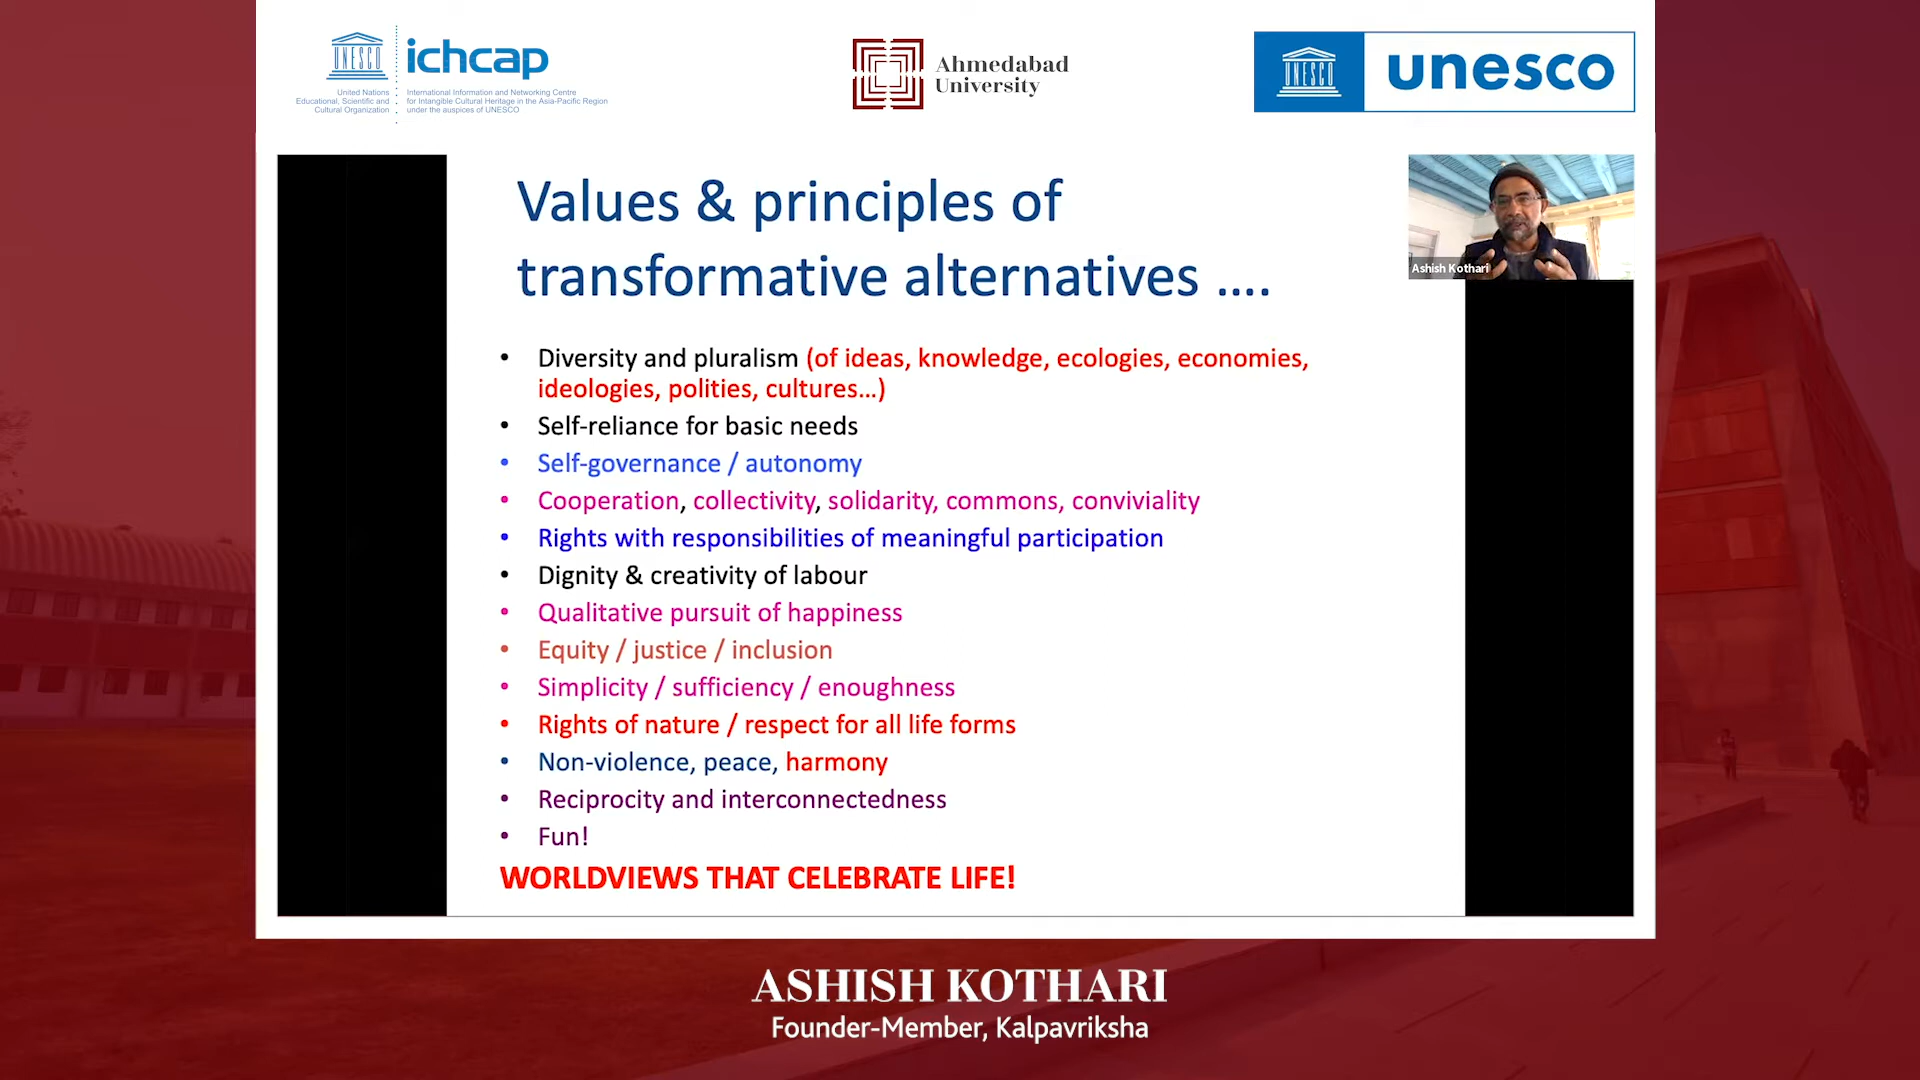 UNESCO
United Nations
Educational, Scientific and
Cultural Organization
ichcap
International Information and Networking Centre
for Intangible Cultural Heritage in the Asia-Pacific Region
under the auspices of UNESCO
Ahmedabad
University
UNESCO
unesco
Values & principles of
transformative alternatives ….
Ashish Kothari
• Diversity and pluralism (of ideas, knowledge, ecologies, economies,
ideologies, polities, cultures…)
• Self-reliance for basic needs
• Self-governance / autonomy
• Cooperation, collectivity, solidarity, commons, conviviality
• Rights with responsibilities of meaningful participation
• Dignity & creativity of labour
• Qualitative pursuit of happiness
• Equity / justice / inclusion
• Simplicity / sufficiency / enoughness
• Rights of nature / respect for all life forms
• Non-violence, peace, harmony
• Reciprocity and interconnectedness
• Fun!
WORLDVIEWS THAT CELEBRATE LIFE!
ASHISH KOTHARI
Founder-Member, Kalpavriksha